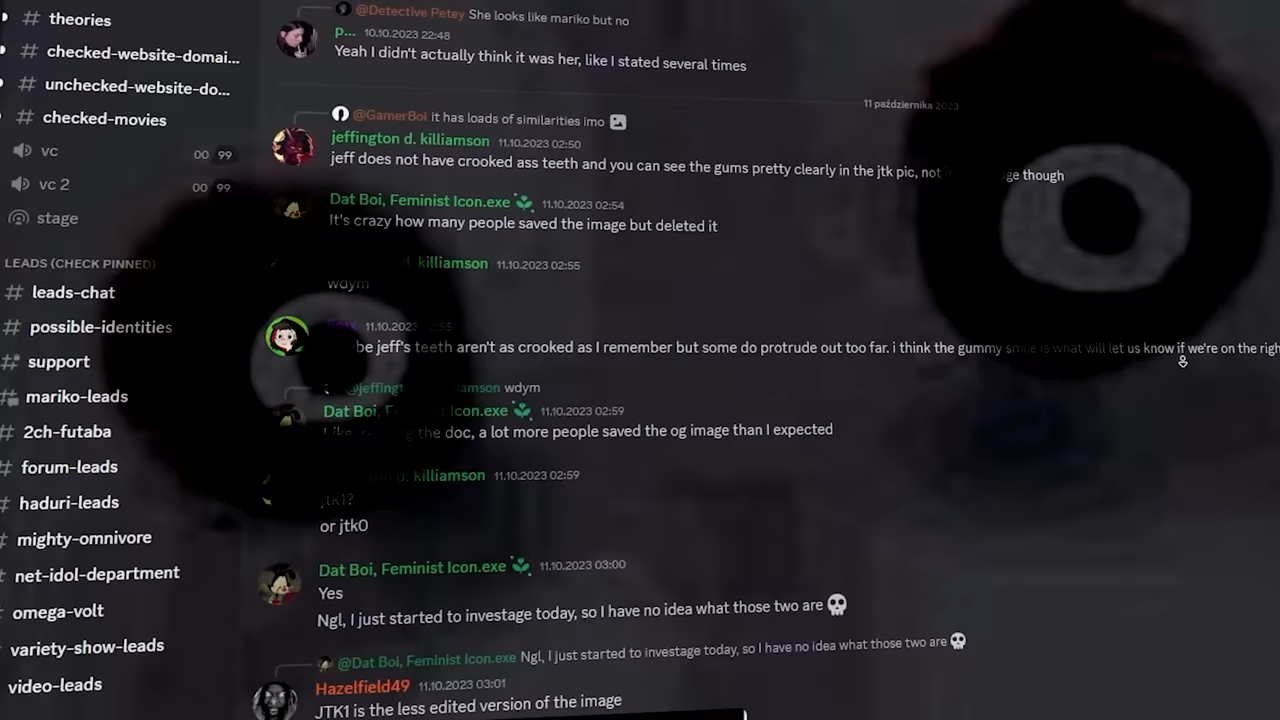 # theories
# checked-website-domai...
# unchecked-website-do...
# checked-movies
vc 00 99
vc 2 00 99
stage
LEADS (CHECK PINNED)
# leads-chat
# possible-identities
# support
# mariko-leads
# 2ch-futaba
# forum-leads
# haduri-leads
# mighty-omnivore
# net-idol-department
# omega-volt
# variety-show-leads
video-leads
@Detective Petey She looks like mariko but no
p... 10.10.2023 22:48
Yeah I didn't actually think it was her, like I stated several times
11 października 2023
@GamerBoi it has loads of similarities imo
jeffington d. killiamson 11.10.2023 02:50
jeff does not have crooked ass teeth and you can see the gums pretty clearly in the jtk pic, not though
Dat Boi, Feminist Icon.exe 11.10.2023 02:54
It's crazy how many people saved the image but deleted it
killiamson 11.10.2023 02:55
wdym
11.10.2023
jeff's teeth aren't as crooked as I remember but some do protrude out too far. i think the gummy smile is what will let us know if we're on the
wdym
Dat Boi, Icon.exe 11.10.2023 02:59
the doc, a lot more people saved the og image than I expected
killiamson 11.10.2023 02:59
jtk1?
or jtk0
Dat Boi, Feminist Icon.exe 11.10.2023 03:00
Yes
Ngl, I just started to investage today, so I have no idea what those two are 💀
@Dat Boi, Feminist Icon.exe Ngl, I just started to investage today, so I have no idea what those two are 💀
Hazelfield49 11.10.2023 03:01
JTK1 is the less edited version of the image